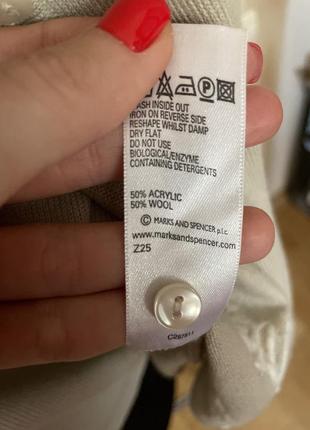 INSIDE OUT
IRON ON REVERSE SIDE
RESHAPE WHILST DAMP
DRY FLAT
DO NOT USE
BIOLOGICAL/ENZYME
CONTAINING DETERGENTS
50% ACRYLIC
50% WOOL
© MARKS AND SPENCER p.l.c.
www.marksandspencer.com
Z25